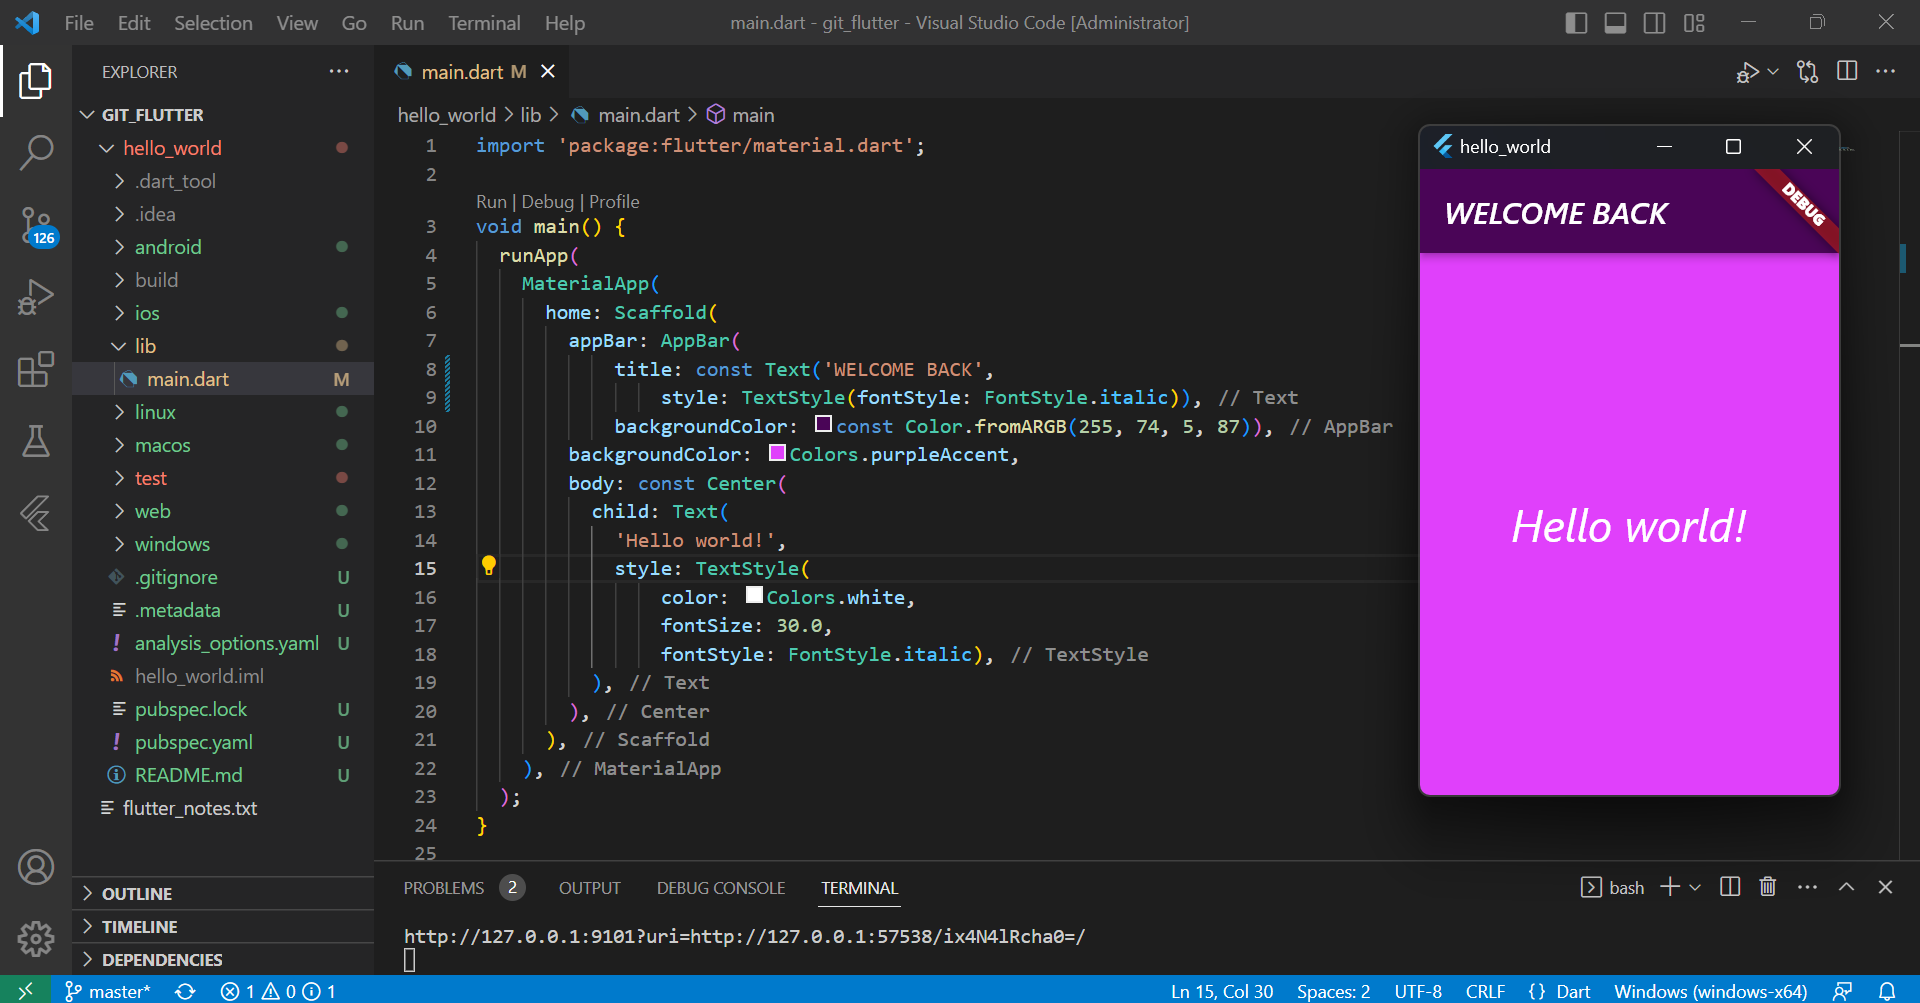 File Edit Selection View Go Run Terminal Help
main.dart - git_flutter - Visual Studio Code [Administrator]
EXPLORER
GIT_FLUTTER
hello_world
.dart_tool
.idea
android
build
ios
lib
main.dart M
linux
macos
test
web
windows
.gitignore U
.metadata U
analysis_options.yaml U
hello_world.iml
pubspec.lock U
pubspec.yaml U
README.md U
flutter_notes.txt
OUTLINE
TIMELINE
DEPENDENCIES
126
main.dart M
hello_world > lib > main.dart > main
1 import 'package:flutter/material.dart';
2
Run | Debug | Profile
3 void main() {
4 runApp(
5 MaterialApp(
6 home: Scaffold(
7 appBar: AppBar(
8 title: const Text('WELCOME BACK',
9 style: TextStyle(fontStyle: FontStyle.italic)), // Text
10 backgroundColor: const Color.fromARGB(255, 74, 5, 87)), // AppBar
11 backgroundColor: Colors.purpleAccent,
12 body: const Center(
13 child: Text(
14 'Hello world!',
15 style: TextStyle(
16 color: Colors.white,
17 fontSize: 30.0,
18 fontStyle: FontStyle.italic), // TextStyle
19 ), // Text
20 ), // Center
21 ), // Scaffold
22 ), // MaterialApp
23 );
24 }
25
hello_world
WELCOME BACK
DEBUG
Hello world!
PROBLEMS 2 OUTPUT DEBUG CONSOLE TERMINAL
bash
http://127.0.0.1:9101?uri=http://127.0.0.1:57538/ix4N4lRcha0=/
master* 1 0 1
Ln 15, Col 30 Spaces: 2 UTF-8 CRLF {} Dart Windows (windows-x64)